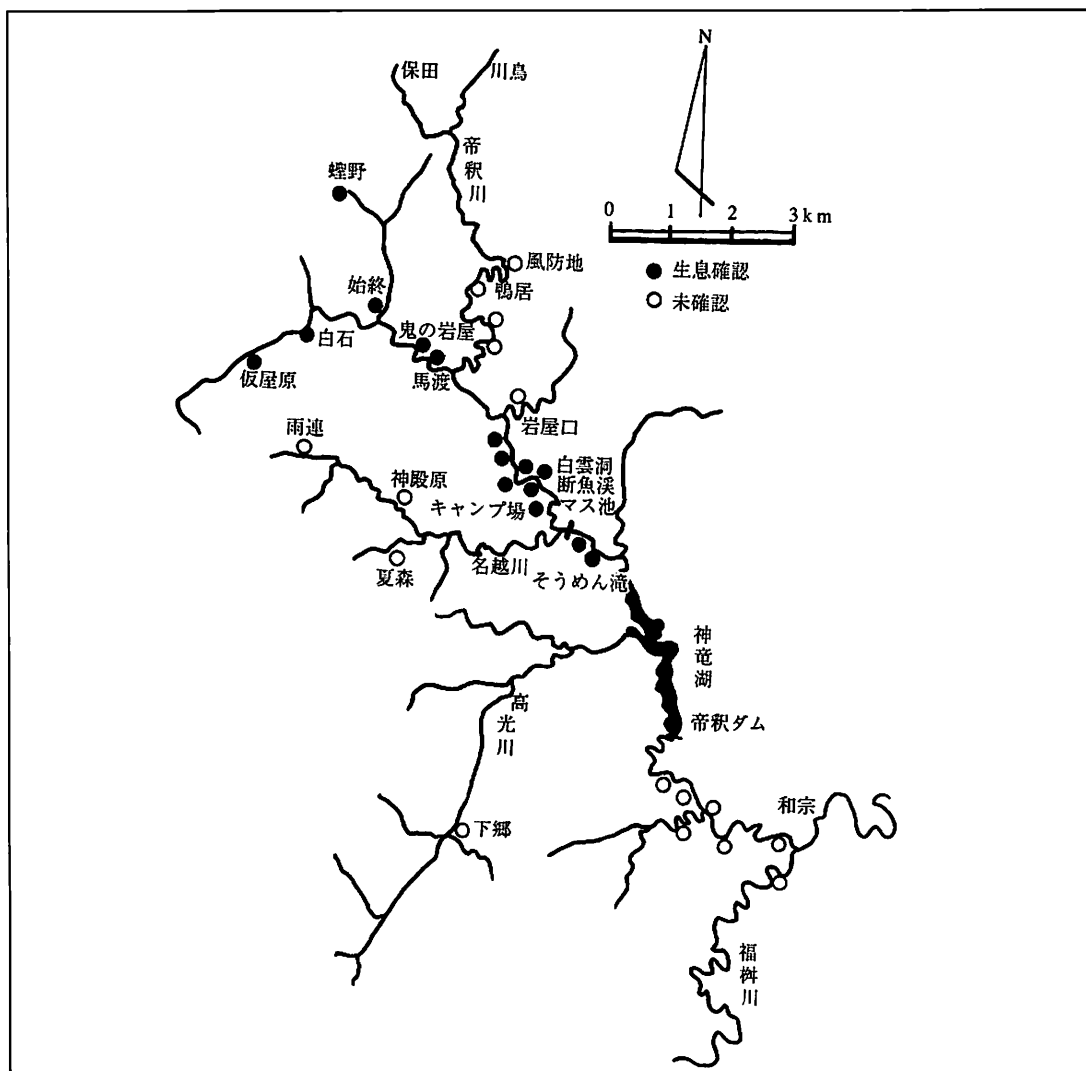 N
保田
川鳥
帝釈川
蟶野
0 1 2 3km
風防地
● 生息確認
鴨居
○ 未確認
始終
鬼の岩屋
白石
馬渡
仮屋原
岩屋口
雨連
白雲洞
神殿原
断魚渓
キャンプ場
マス池
名越川
夏森
そうめん滝
神竜湖
高光川
帝釈ダム
和宗
下郷
福桝川